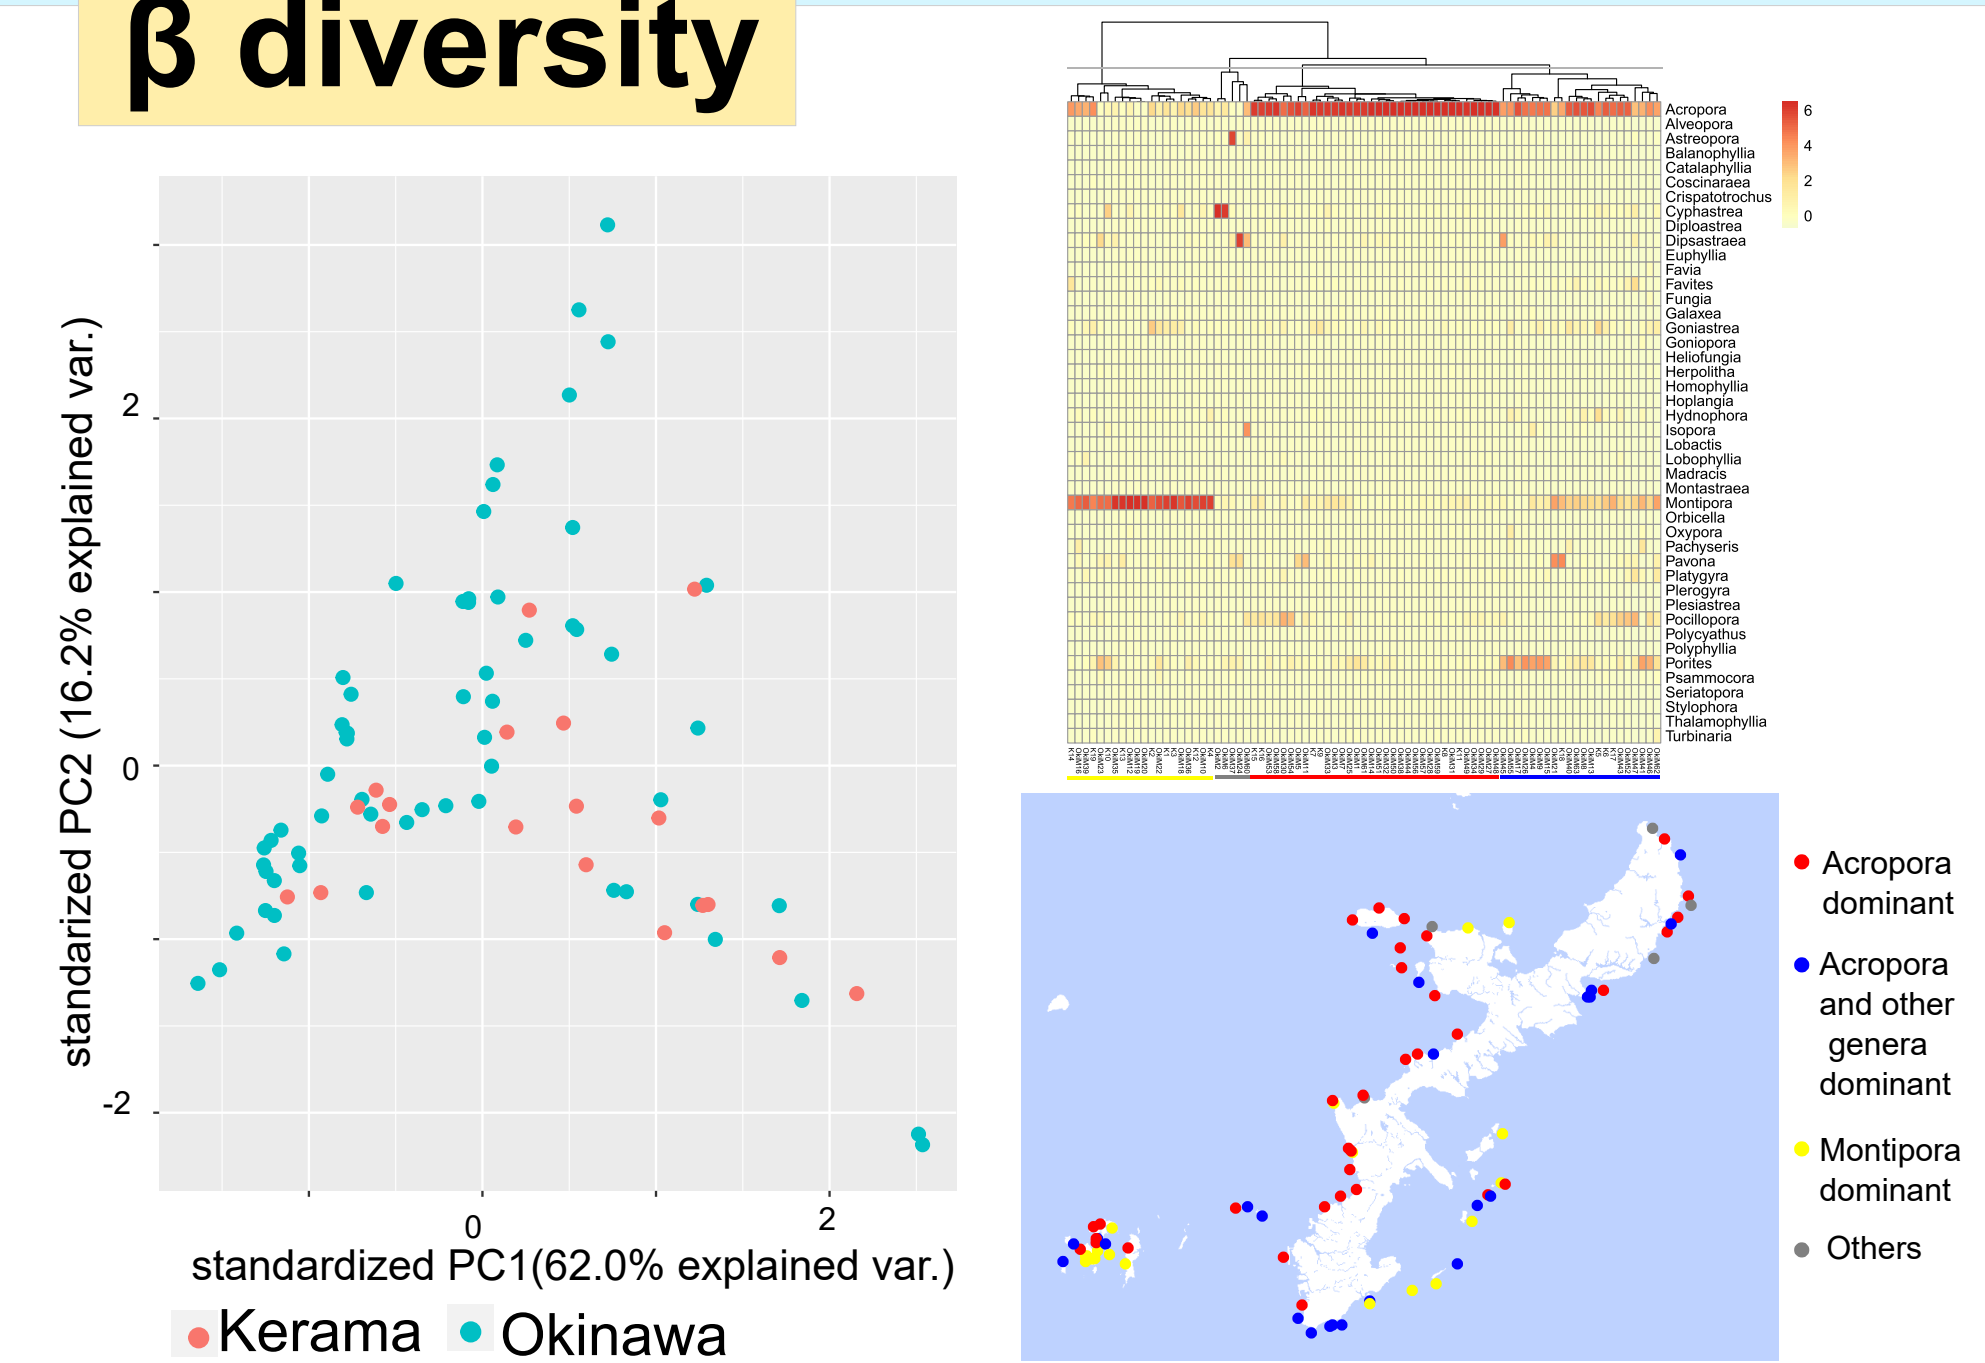 β diversity
standarized PC2 (16.2% explained var.)
2
0
-2
0
2
standardized PC1(62.0% explained var.)
Kerama
Okinawa
Acropora
Alveopora
Astreopora
Balanophyllia
Catalaphyllia
Coscinaraea
Crispatotrochus
Cyphastrea
Diploastrea
Dipsastraea
Euphyllia
Favia
Favites
Fungia
Galaxea
Goniastrea
Goniopora
Heliofungia
Herpolitha
Homophyllia
Hoplangia
Hydnophora
Isopora
Lobactis
Lobophyllia
Madracis
Montastraea
Montipora
Orbicella
Oxypora
Pachyseris
Pavona
Platygyra
Plerogyra
Plesiastrea
Pocillopora
Polycyathus
Polyphyllia
Porites
Psammocora
Seriatopora
Stylophora
Thalamophyllia
Turbinaria
6
4
2
0
Acropora
dominant
Acropora
and other
genera
dominant
Montipora
dominant
Others